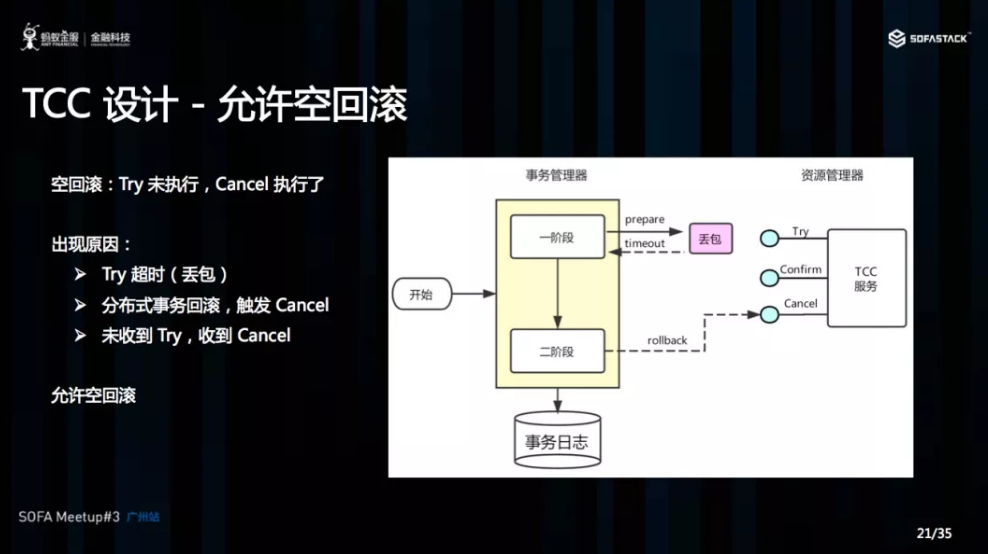 蚂蚁金服 金融科技
ANT FINANCIAL FINANCIAL TECHNOLOGY
SOFASTACK™
TCC 设计 - 允许空回滚
空回滚：Try 未执行，Cancel 执行了
出现原因：
➢ Try 超时（丢包）
➢ 分布式事务回滚，触发 Cancel
➢ 未收到 Try，收到 Cancel
允许空回滚
事务管理器
资源管理器
开始
一阶段
prepare
timeout
丢包
二阶段
rollback
事务日志
Try
Confirm
Cancel
TCC
服务
SOFA Meetup#3 广州站
21/35